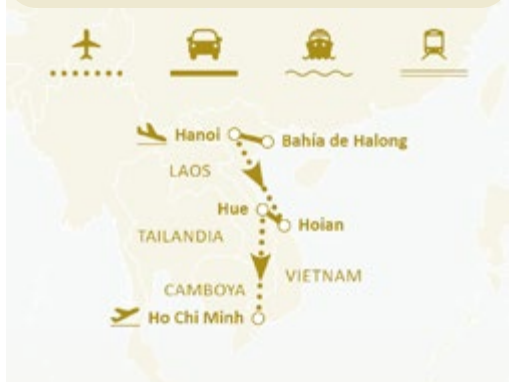 Hanoi
Bahía de Halong
LAOS
Hue
Hoian
TAILANDIA
VIETNAM
CAMBOYA
Ho Chi Minh